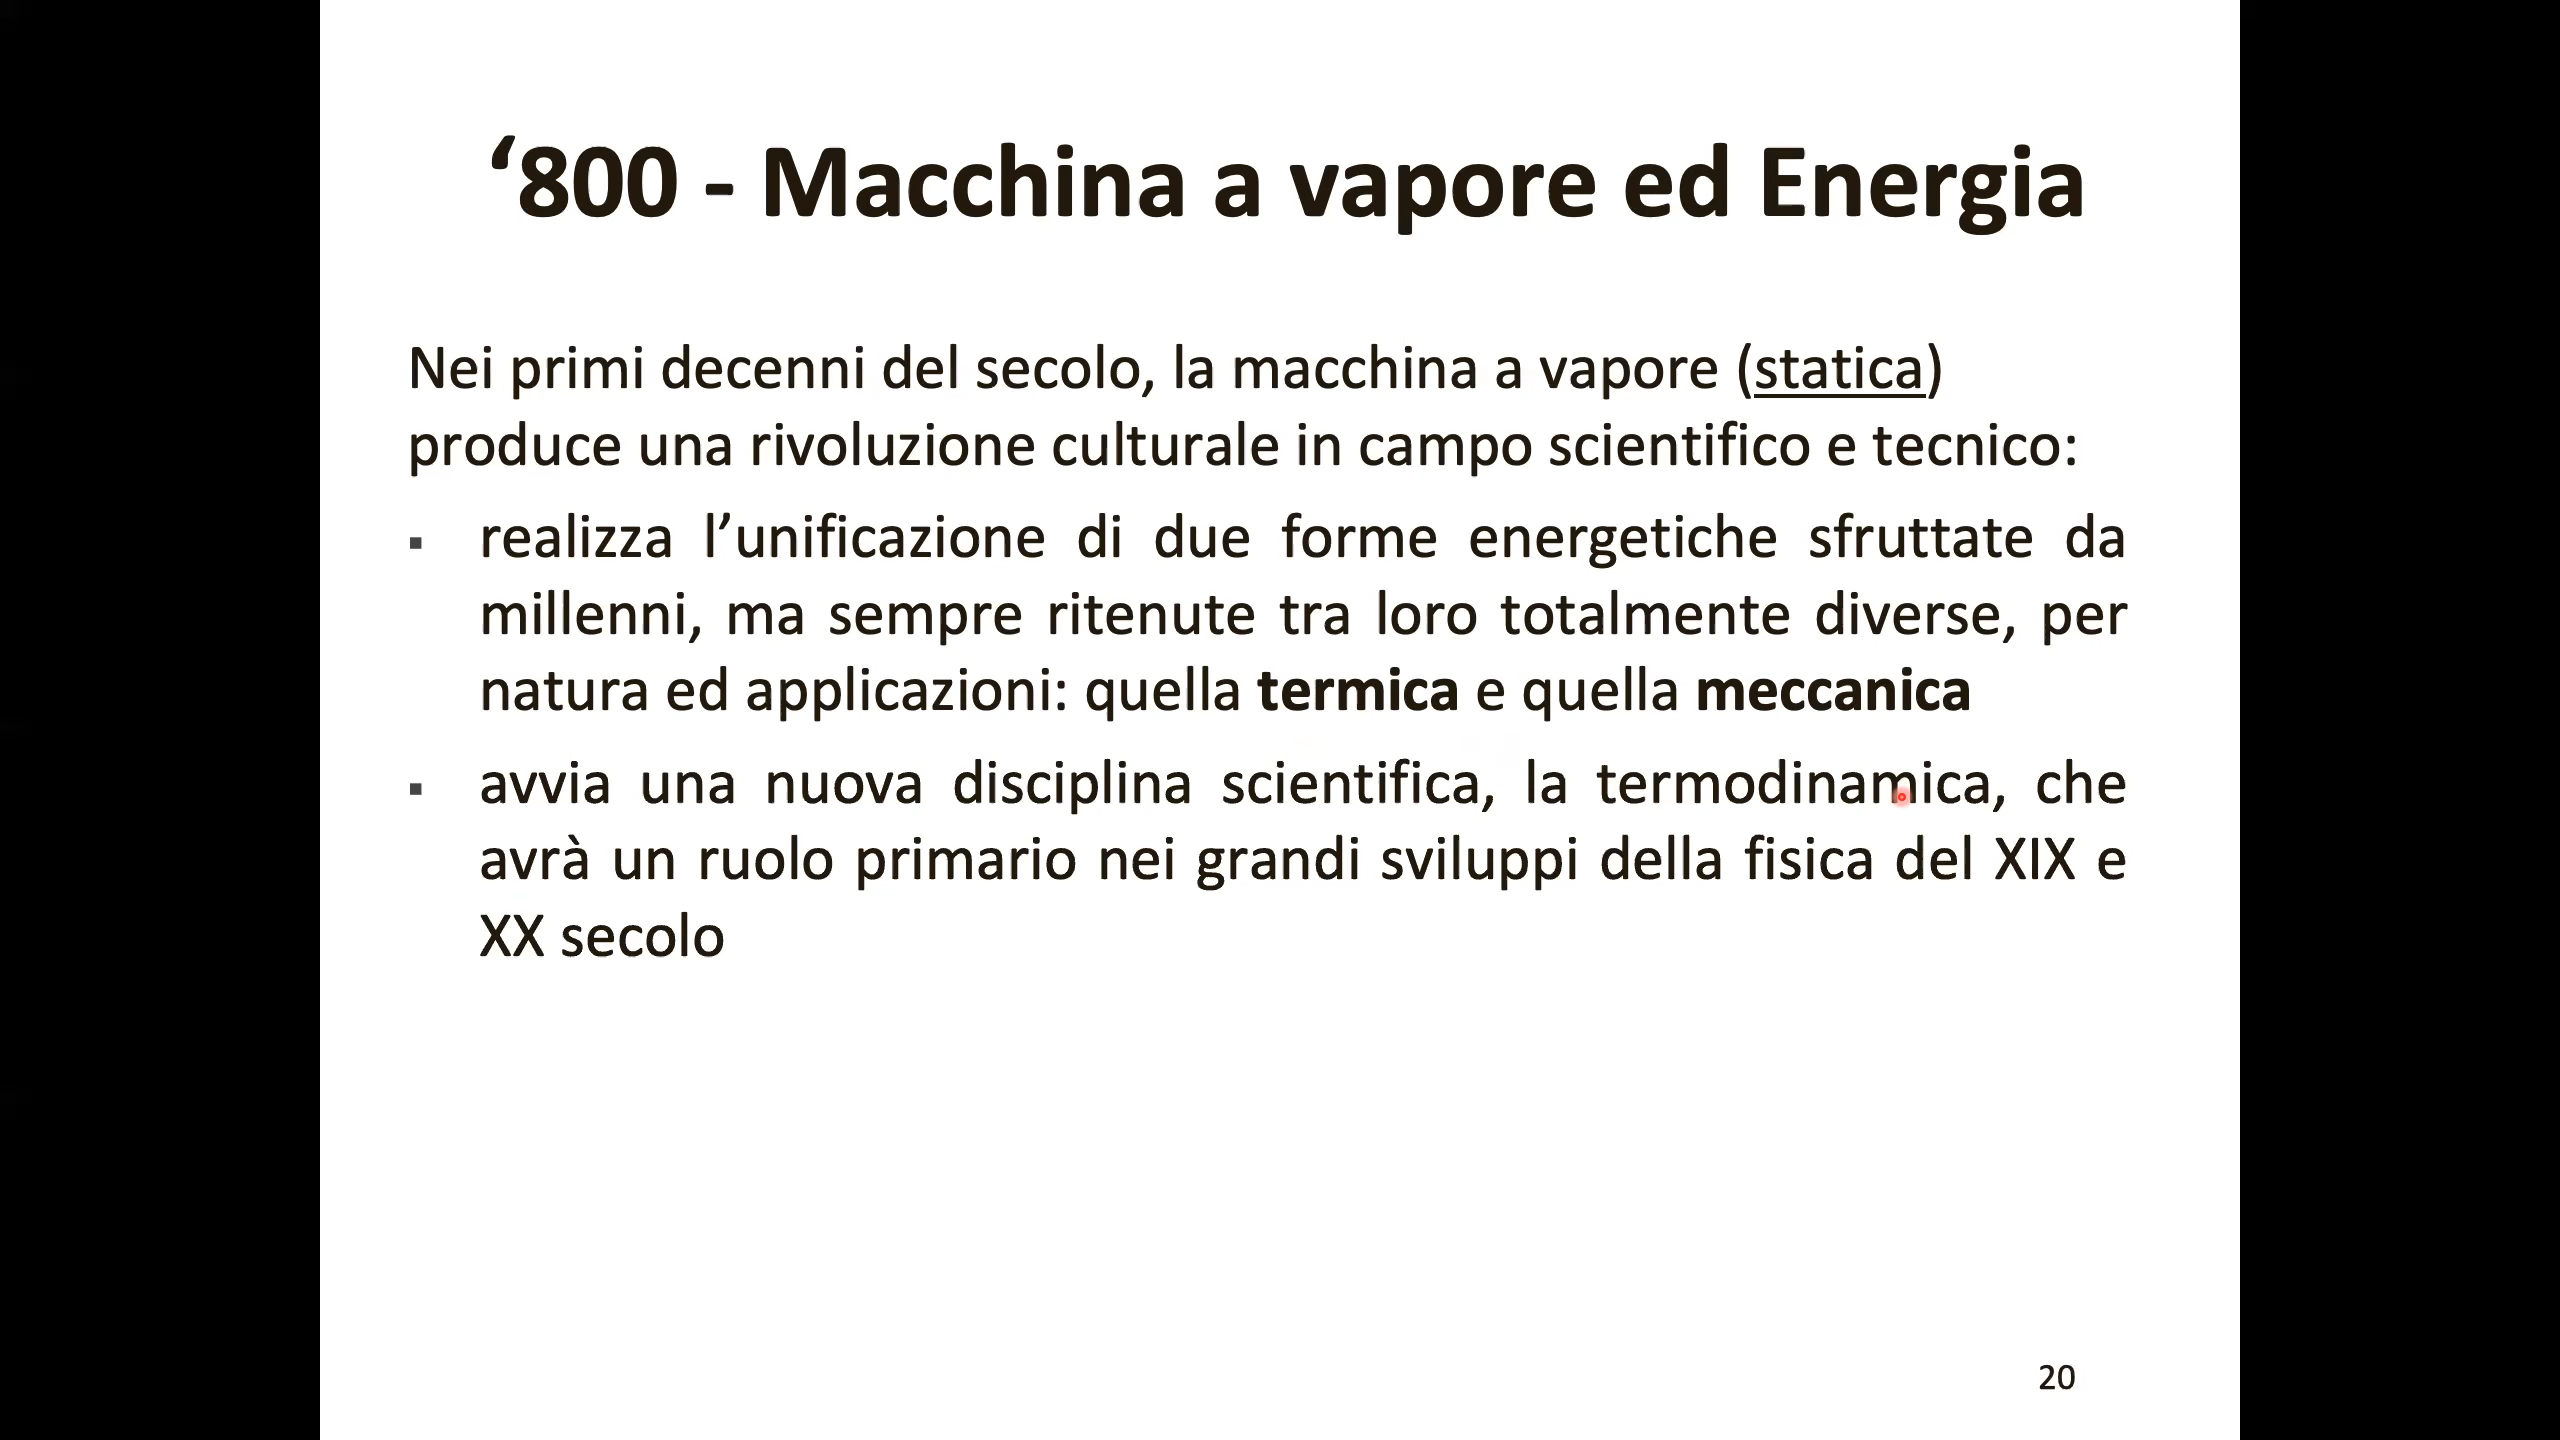 ‘800 - Macchina a vapore ed Energia
Nei primi decenni del secolo, la macchina a vapore (statica)
produce una rivoluzione culturale in campo scientifico e tecnico:
▪ realizza l’unificazione di due forme energetiche sfruttate da
millenni, ma sempre ritenute tra loro totalmente diverse, per
natura ed applicazioni: quella termica e quella meccanica
▪ avvia una nuova disciplina scientifica, la termodinamica, che
avrà un ruolo primario nei grandi sviluppi della fisica del XIX e
XX secolo
20